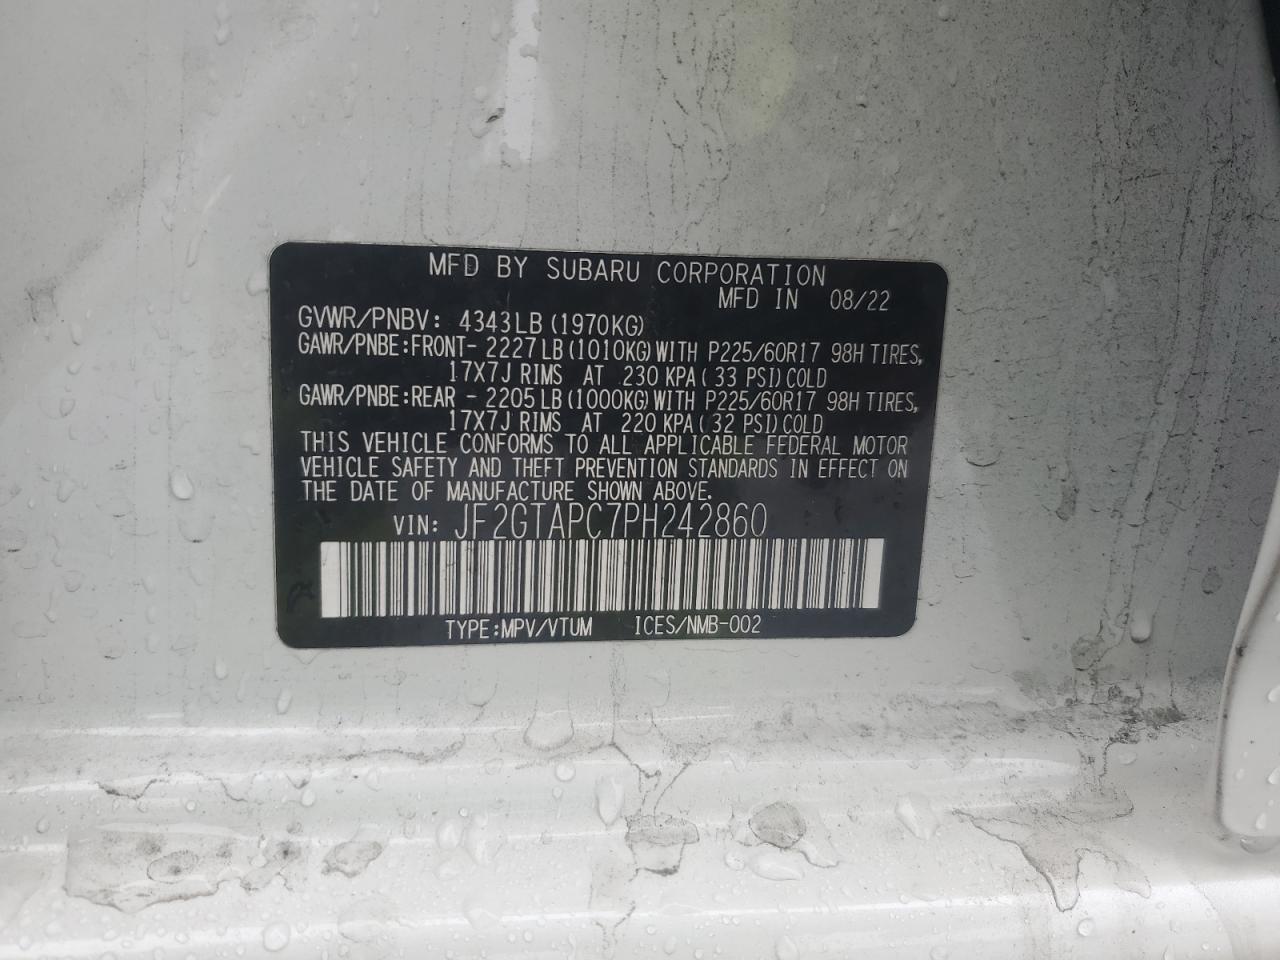 MFD BY SUBARU CORPORATION
MFD IN 08/22
GVWR/PNBV: 4343LB (1970KG)
GAWR/PNBE:FRONT- 2227LB (1010KG) WITH P225/60R17 98H TIRES,
17X7J RIMS AT 230 KPA( 33 PSI) COLD
GAWR/PNBE:REAR - 2205LB (1000KG) WITH P225/60R17 98H TIRES,
17X7J RIMS AT 220 KPA( 32 PSI) COLD
THIS VEHICLE CONFORMS TO ALL APPLICABLE FEDERAL MOTOR
VEHICLE SAFETY AND THEFT PREVENTION STANDARDS IN EFFECT ON
THE DATE OF MANUFACTURE SHOWN ABOVE.
VIN: JF2GTAPC7PH242860
TYPE:MPV/VTUM ICES/NMB-002